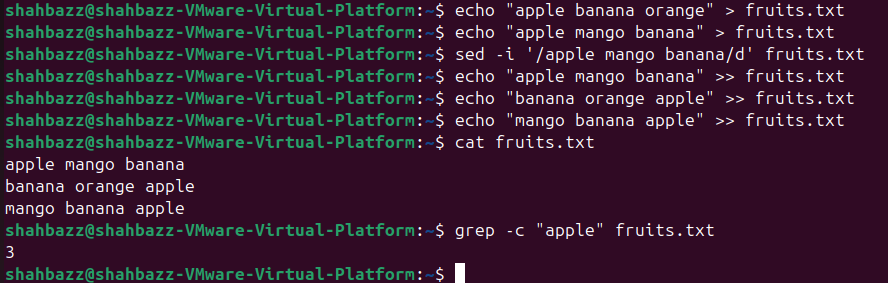 shahbazz@shahbazz-VMware-Virtual-Platform:~$ echo "apple banana orange" > fruits.txt
shahbazz@shahbazz-VMware-Virtual-Platform:~$ echo "apple mango banana" > fruits.txt
shahbazz@shahbazz-VMware-Virtual-Platform:~$ sed -i '/apple mango banana/d' fruits.txt
shahbazz@shahbazz-VMware-Virtual-Platform:~$ echo "apple mango banana" >> fruits.txt
shahbazz@shahbazz-VMware-Virtual-Platform:~$ echo "banana orange apple" >> fruits.txt
shahbazz@shahbazz-VMware-Virtual-Platform:~$ echo "mango banana apple" >> fruits.txt
shahbazz@shahbazz-VMware-Virtual-Platform:~$ cat fruits.txt
apple mango banana
banana orange apple
mango banana apple
shahbazz@shahbazz-VMware-Virtual-Platform:~$ grep -c "apple" fruits.txt
3
shahbazz@shahbazz-VMware-Virtual-Platform:~$